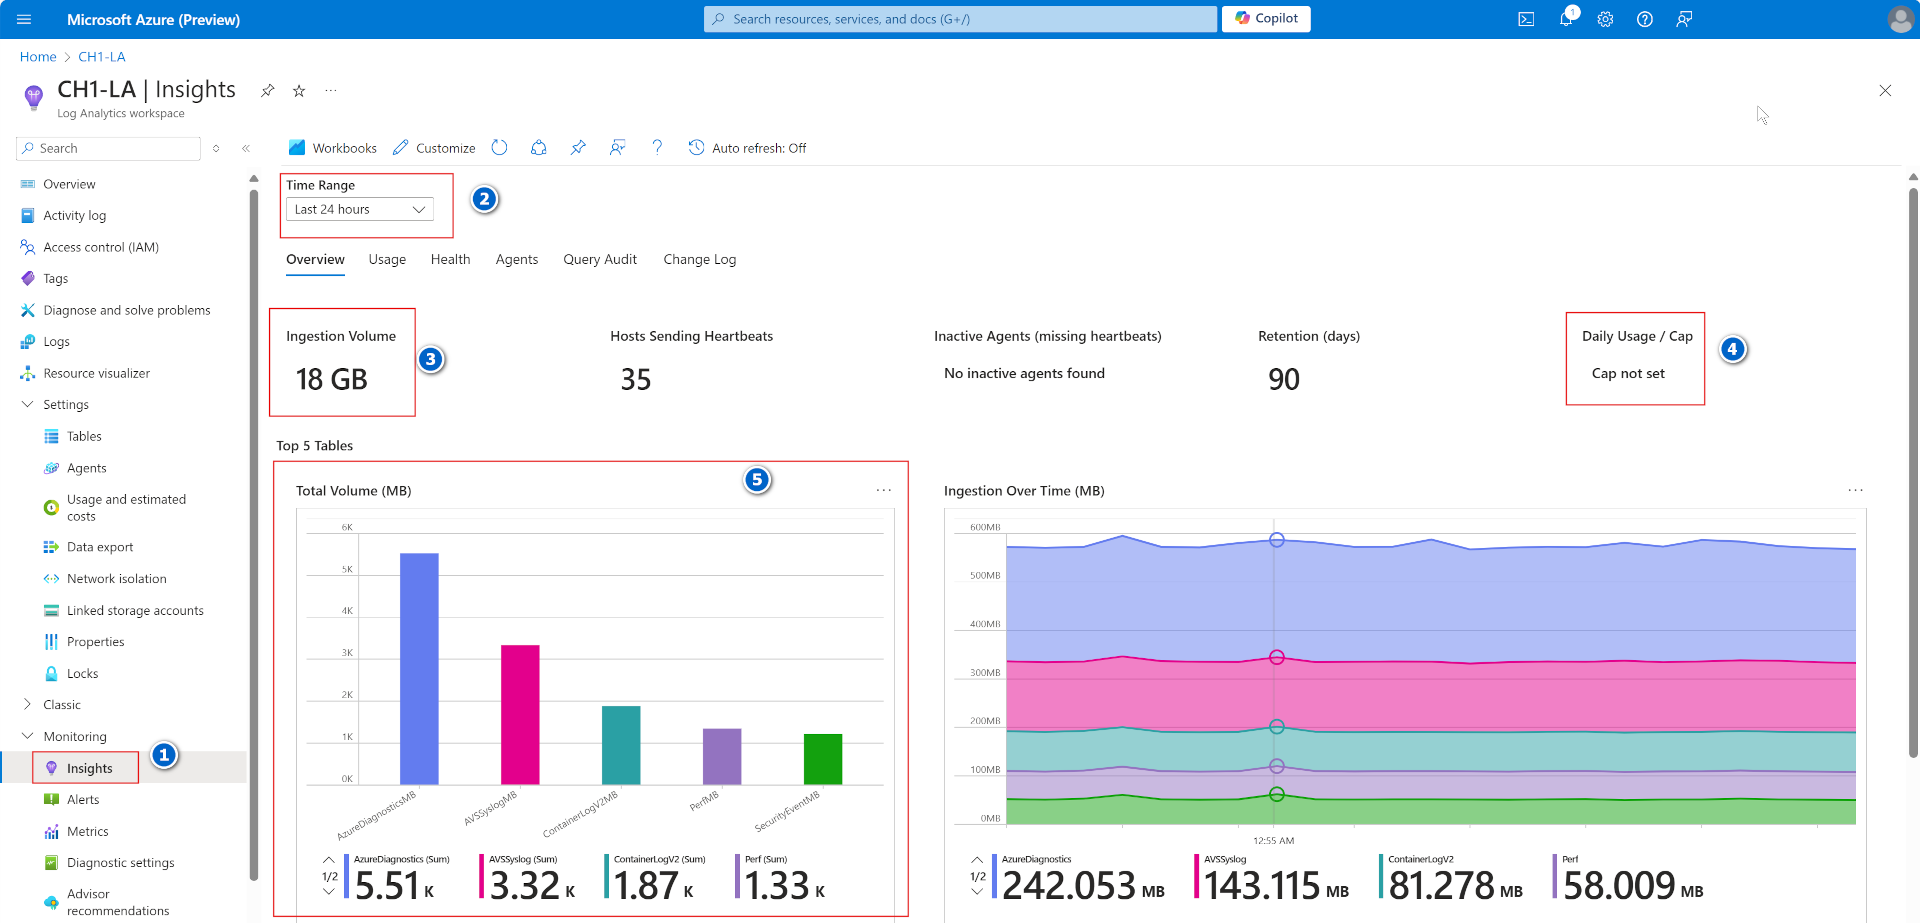 Microsoft Azure (Preview)
Search resources, services, and docs (G+/)
Copilot
1
Home > CH1-LA
CH1-LA | Insights
Log Analytics workspace
Search
Workbooks
Customize
Auto refresh: Off
Overview
Activity log
Access control (IAM)
Tags
Diagnose and solve problems
Logs
Resource visualizer
Settings
Tables
Agents
Usage and estimated
costs
Data export
Network isolation
Linked storage accounts
Properties
Locks
Classic
Monitoring
Insights
1
Alerts
Metrics
Diagnostic settings
Advisor
recommendations
Time Range
Last 24 hours
2
Overview Usage Health Agents Query Audit Change Log
Ingestion Volume
18 GB
3
Hosts Sending Heartbeats
35
Inactive Agents (missing heartbeats)
No inactive agents found
Retention (days)
90
Daily Usage / Cap
Cap not set
4
Top 5 Tables
Total Volume (MB)
5
...
6K
5K
4K
3K
2K
1K
0K
AzureDiagnosticsMB
AVSSyslogMB
ContainerLogV2MB
PerfMB
SecurityEventMB
1/2
AzureDiagnostics (Sum)
5.51 K
AVSSyslog (Sum)
3.32 K
ContainerLogV2 (Sum)
1.87 K
Perf (Sum)
1.33 K
Ingestion Over Time (MB)
...
600MB
500MB
400MB
300MB
200MB
100MB
0MB
12:55 AM
1/2
AzureDiagnostics
242.053 MB
AVSSyslog
143.115 MB
ContainerLogV2
81.278 MB
Perf
58.009 MB